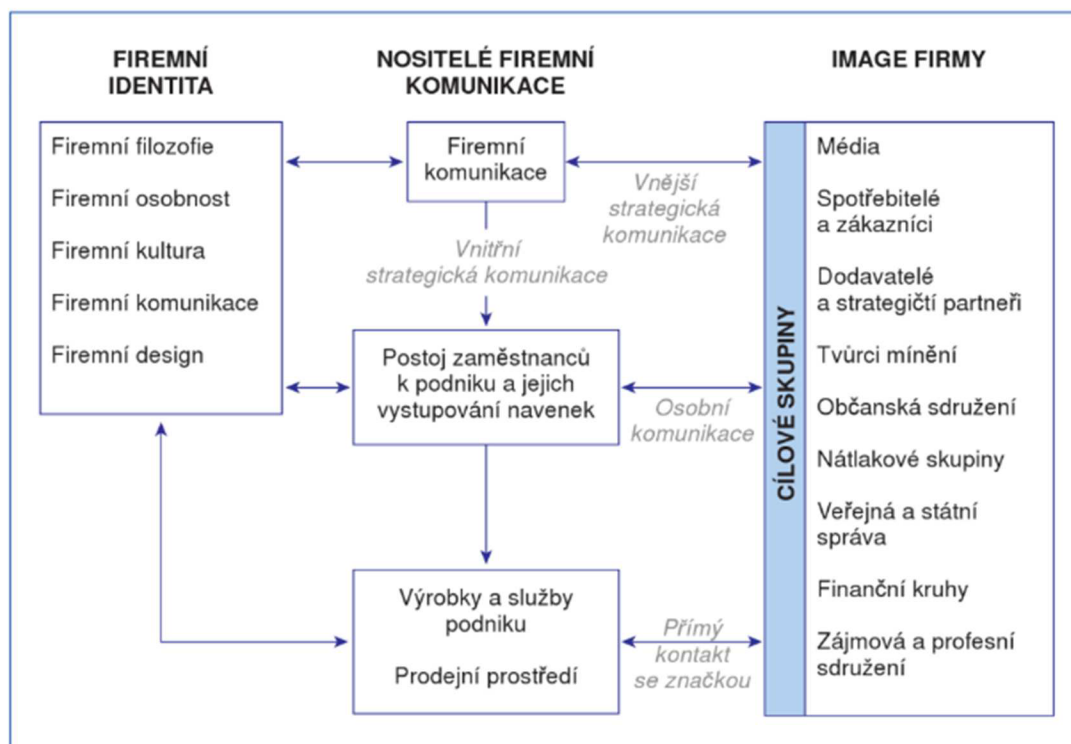 FIREMNÍ
IDENTITA
NOSITELÉ FIREMNÍ
KOMUNIKACE
IMAGE FIRMY
Firemní filozofie
Firemní osobnost
Firemní kultura
Firemní komunikace
Firemní design
Firemní
komunikace
Vnitřní
strategická komunikace
Postoj zaměstnanců
k podniku a jejich
vystupování navenek
Výrobky a služby
podniku
Prodejní prostředí
Vnější
strategická
komunikace
Osobní
komunikace
Přímý
kontakt
se značkou
CÍLOVÉ SKUPINY
Média
Spotřebitelé
a zákazníci
Dodavatelé
a strategičtí partneři
Tvůrci mínění
Občanská sdružení
Nátlakové skupiny
Veřejná a státní
správa
Finanční kruhy
Zájmová a profesní
sdružení